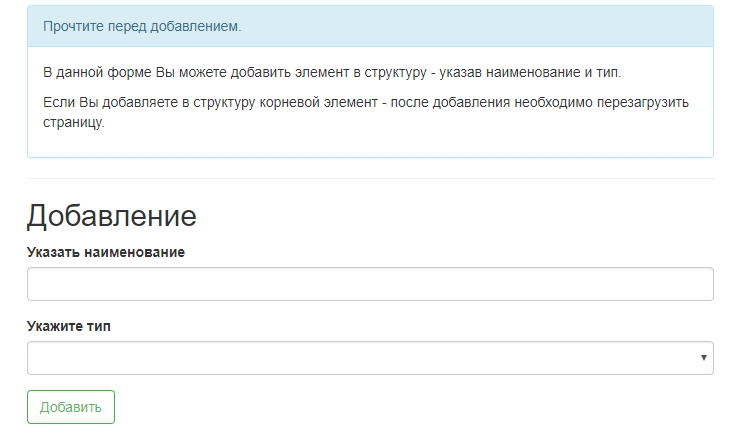 Прочтите перед добавлением.
В данной форме Вы можете добавить элемент в структуру - указав наименование и тип.
Если Вы добавляете в структуру корневой элемент - после добавления необходимо перезагрузить
страницу.
Добавление
Указать наименование
Укажите тип
Добавить